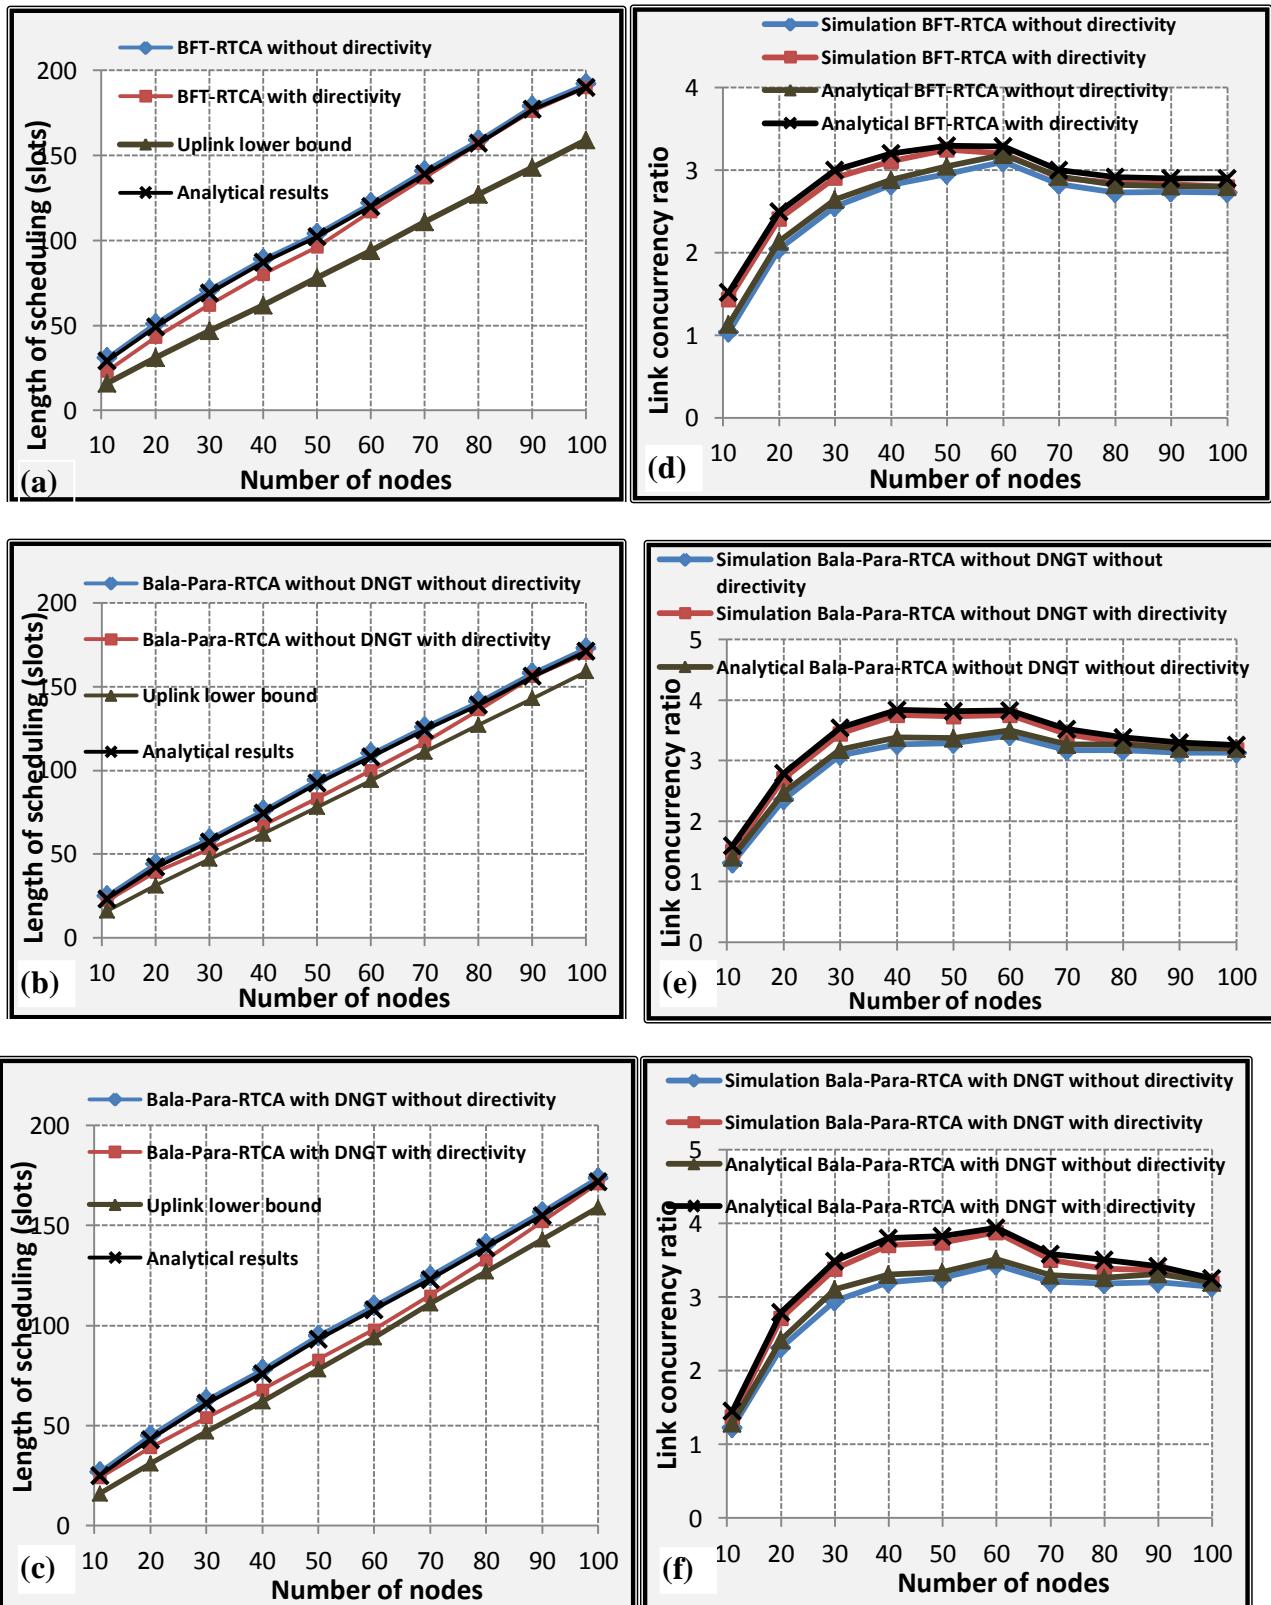 BFT-RTCA without directivity
BFT-RTCA with directivity
Uplink lower bound
Analytical results
Length of scheduling (slots)
200
150
100
50
0
10 20 30 40 50 60 70 80 90 100
Number of nodes
(a)
Simulation BFT-RTCA without directivity
Simulation BFT-RTCA with directivity
Analytical BFT-RTCA without directivity
Analytical BFT-RTCA with directivity
Link concurrency ratio
4
3
2
1
0
10 20 30 40 50 60 70 80 90 100
Number of nodes
(d)
Bala-Para-RTCA without DNGT without directivity
Bala-Para-RTCA without DNGT with directivity
Uplink lower bound
Analytical results
Length of scheduling (slots)
200
150
100
50
0
10 20 30 40 50 60 70 80 90 100
Number of nodes
(b)
Simulation Bala-Para-RTCA without DNGT without
directivity
Simulation Bala-Para-RTCA without DNGT with directivity
Analytical Bala-Para-RTCA without DNGT without directivity
Link concurrency ratio
5
4
3
2
1
0
10 20 30 40 50 60 70 80 90 100
Number of nodes
(e)
Bala-Para-RTCA with DNGT without directivity
Bala-Para-RTCA with DNGT with directivity
Uplink lower bound
Analytical results
Length of scheduling (slots)
200
150
100
50
0
10 20 30 40 50 60 70 80 90 100
Number of nodes
(c)
Simulation Bala-Para-RTCA with DNGT without directivity
Simulation Bala-Para-RTCA with DNGT with directivity
Analytical Bala-Para-RTCA with DNGT without directivity
Analytical Bala-Para-RTCA with DNGT with directivity
Link concurrency ratio
5
4
3
2
1
0
10 20 30 40 50 60 70 80 90 100
Number of nodes
(f)